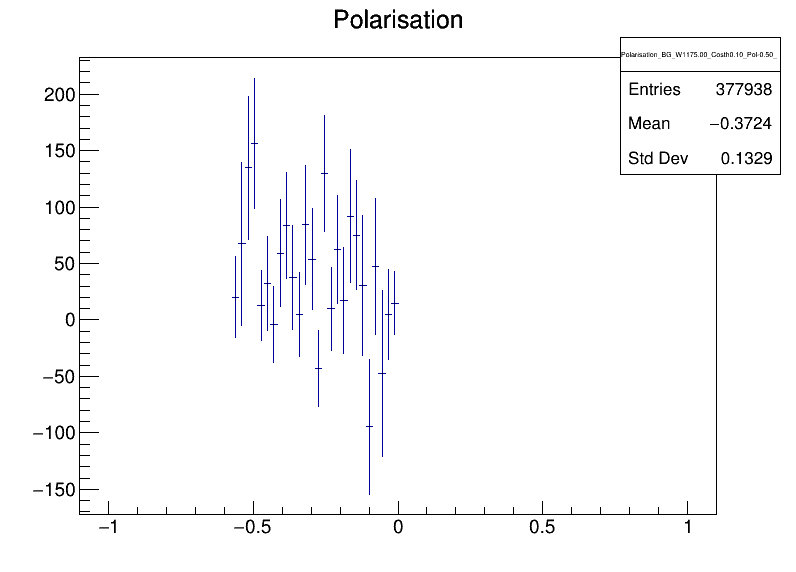 Polarisation
Polarisation_BG_W1175.00_Costh0.10_Pol-0.50_
Entries 377938
Mean −0.3724
Std Dev 0.1329
200
150
100
50
0
−50
−100
−150
−1 −0.5 0 0.5 1